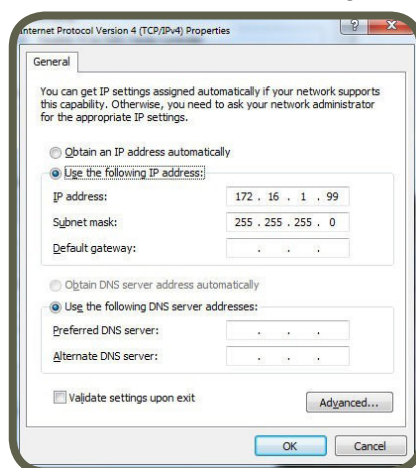 Internet Protocol Version 4 (TCP/IPv4) Properties
General
You can get IP settings assigned automatically if your network supports
this capability. Otherwise, you need to ask your network administrator
for the appropriate IP settings.
Obtain an IP address automatically
Use the following IP address:
IP address: 172 . 16 . 1 . 99
Subnet mask: 255 . 255 . 255 . 0
Default gateway: . . .
Obtain DNS server address automatically
Use the following DNS server addresses:
Preferred DNS server: . . .
Alternate DNS server: . . .
Validate settings upon exit
Advanced...
OK Cancel